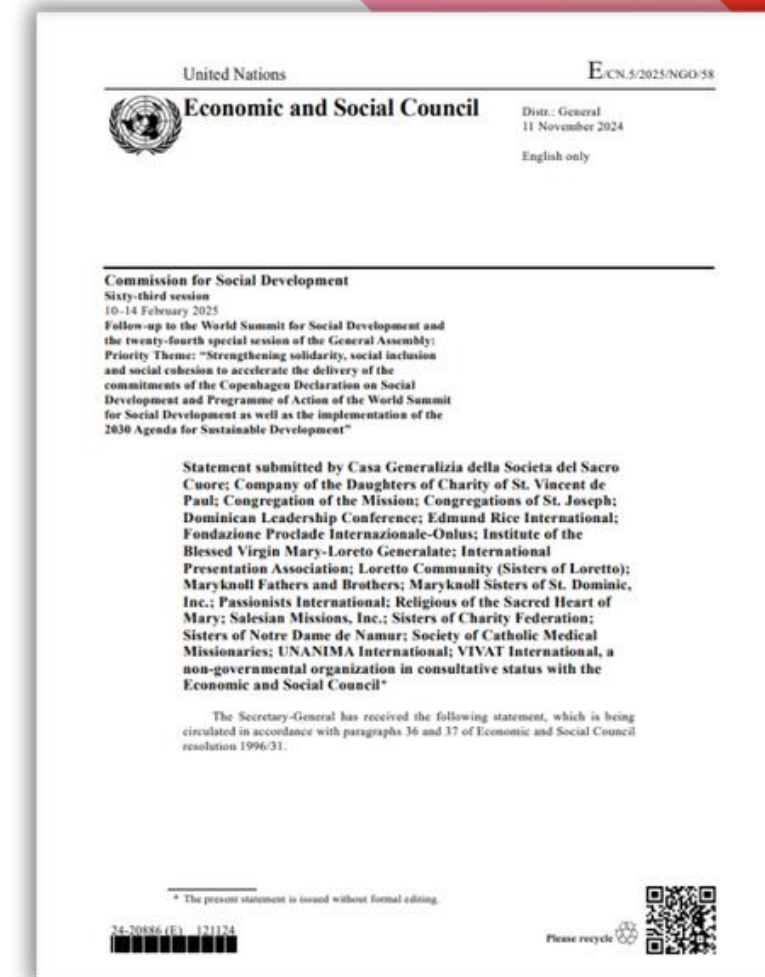 United Nations
E/CN.5/2025/NGO/58
Economic and Social Council
Distr.: General
11 November 2024
English only
Commission for Social Development
Sixty-third session
10–14 February 2025
Follow-up to the World Summit for Social Development and
the twenty-fourth special session of the General Assembly:
Priority Theme: “Strengthening solidarity, social inclusion
and social cohesion to accelerate the delivery of the
commitments of the Copenhagen Declaration on Social
Development and Programme of Action of the World Summit
for Social Development as well as the implementation of the
2030 Agenda for Sustainable Development”
Statement submitted by Casa Generalizia della Societa del Sacro
Cuore; Company of the Daughters of Charity of St. Vincent de
Paul; Congregation of the Mission; Congregations of St. Joseph;
Dominican Leadership Conference; Edmund Rice International;
Fondazione Proclade Internazionale-Onlus; Institute of the
Blessed Virgin Mary-Loreto Generalate; International
Presentation Association; Loretto Community (Sisters of Loretto);
Maryknoll Fathers and Brothers; Maryknoll Sisters of St. Dominic,
Inc.; Passionists International; Religious of the Sacred Heart of
Mary; Salesian Missions, Inc.; Sisters of Charity Federation;
Sisters of Notre Dame de Namur; Society of Catholic Medical
Missionaries; UNANIMA International; VIVAT International, a
non-governmental organization in consultative status with the
Economic and Social Council*
The Secretary-General has received the following statement, which is being
circulated in accordance with paragraphs 36 and 37 of Economic and Social Council
resolution 1996/31.
* The present statement is issued without formal editing.
24-20886 (E) 121124
Please recycle